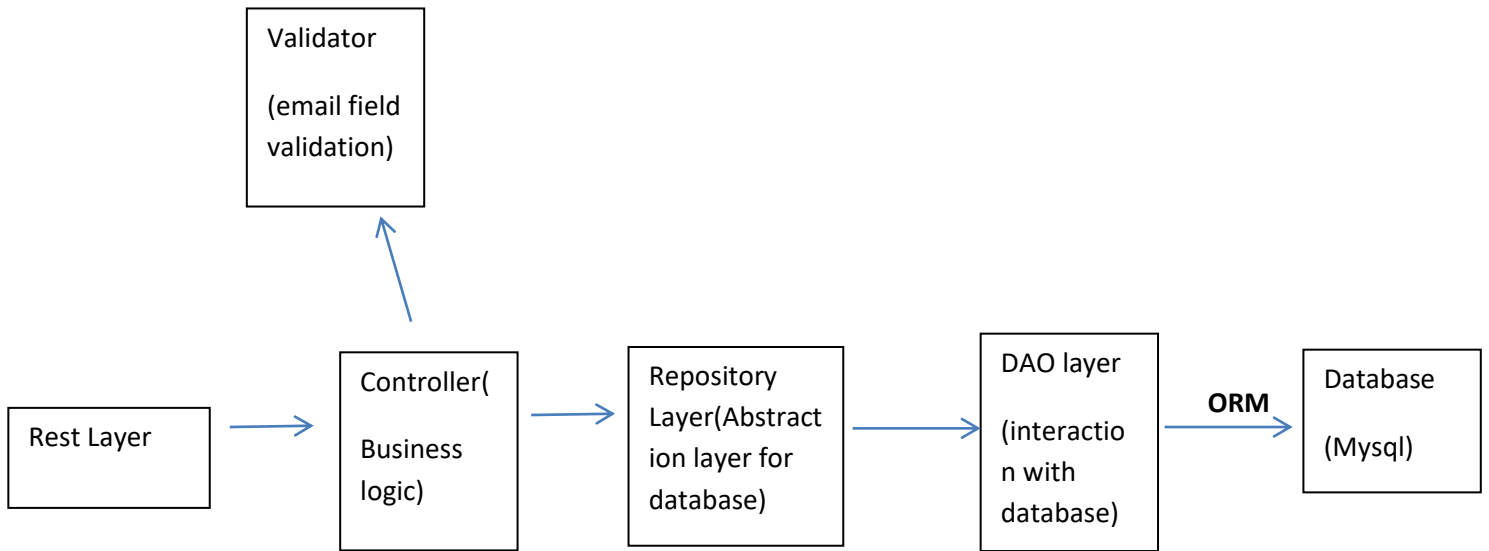 Validator
(email field
validation)
Rest Layer
Controller(
Business
logic)
Repository
Layer(Abstract
ion layer for
database)
DAO layer
(interactio
n with
database)
ORM
Database
(Mysql)